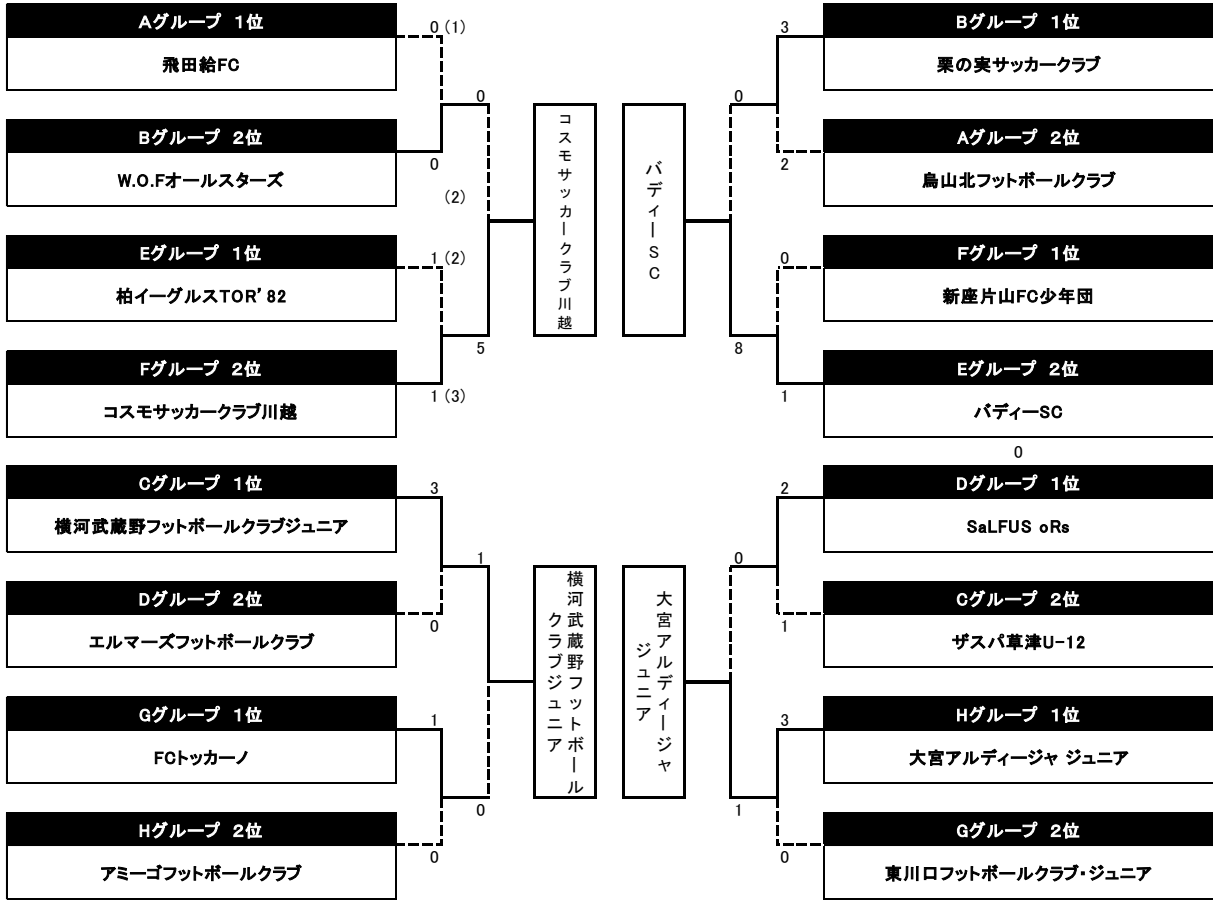 Aグループ 1位
飛田給FC
0(1)
Bグループ 2位
W.O.Fオールスターズ
0
(2)
0
Eグループ 1位
柏イーグルスTOR'82
1(2)
Fグループ 2位
コスモサッカークラブ川越
1(3)
5
コスモサッカークラブ川越
Cグループ 1位
横河武蔵野フットボールクラブジュニア
3
Dグループ 2位
エルマーズフットボールクラブ
0
1
Gグループ 1位
FCトッカーノ
1
Hグループ 2位
アミーゴフットボールクラブ
0
0
横河武蔵野フットボール
クラブジュニア
バディーSC
0
3
Bグループ 1位
栗の実サッカークラブ
2
Aグループ 2位
烏山北フットボールクラブ
0
Fグループ 1位
新座片山FC少年団
8
1
Eグループ 2位
バディーSC
0
大宮アルディージャ
ジュニア
0
2
Dグループ 1位
SaLFUS oRs
1
Cグループ 2位
ザスパ草津U-12
3
Hグループ 1位
大宮アルディージャ ジュニア
1
0
Gグループ 2位
東川口フットボールクラブ・ジュニア